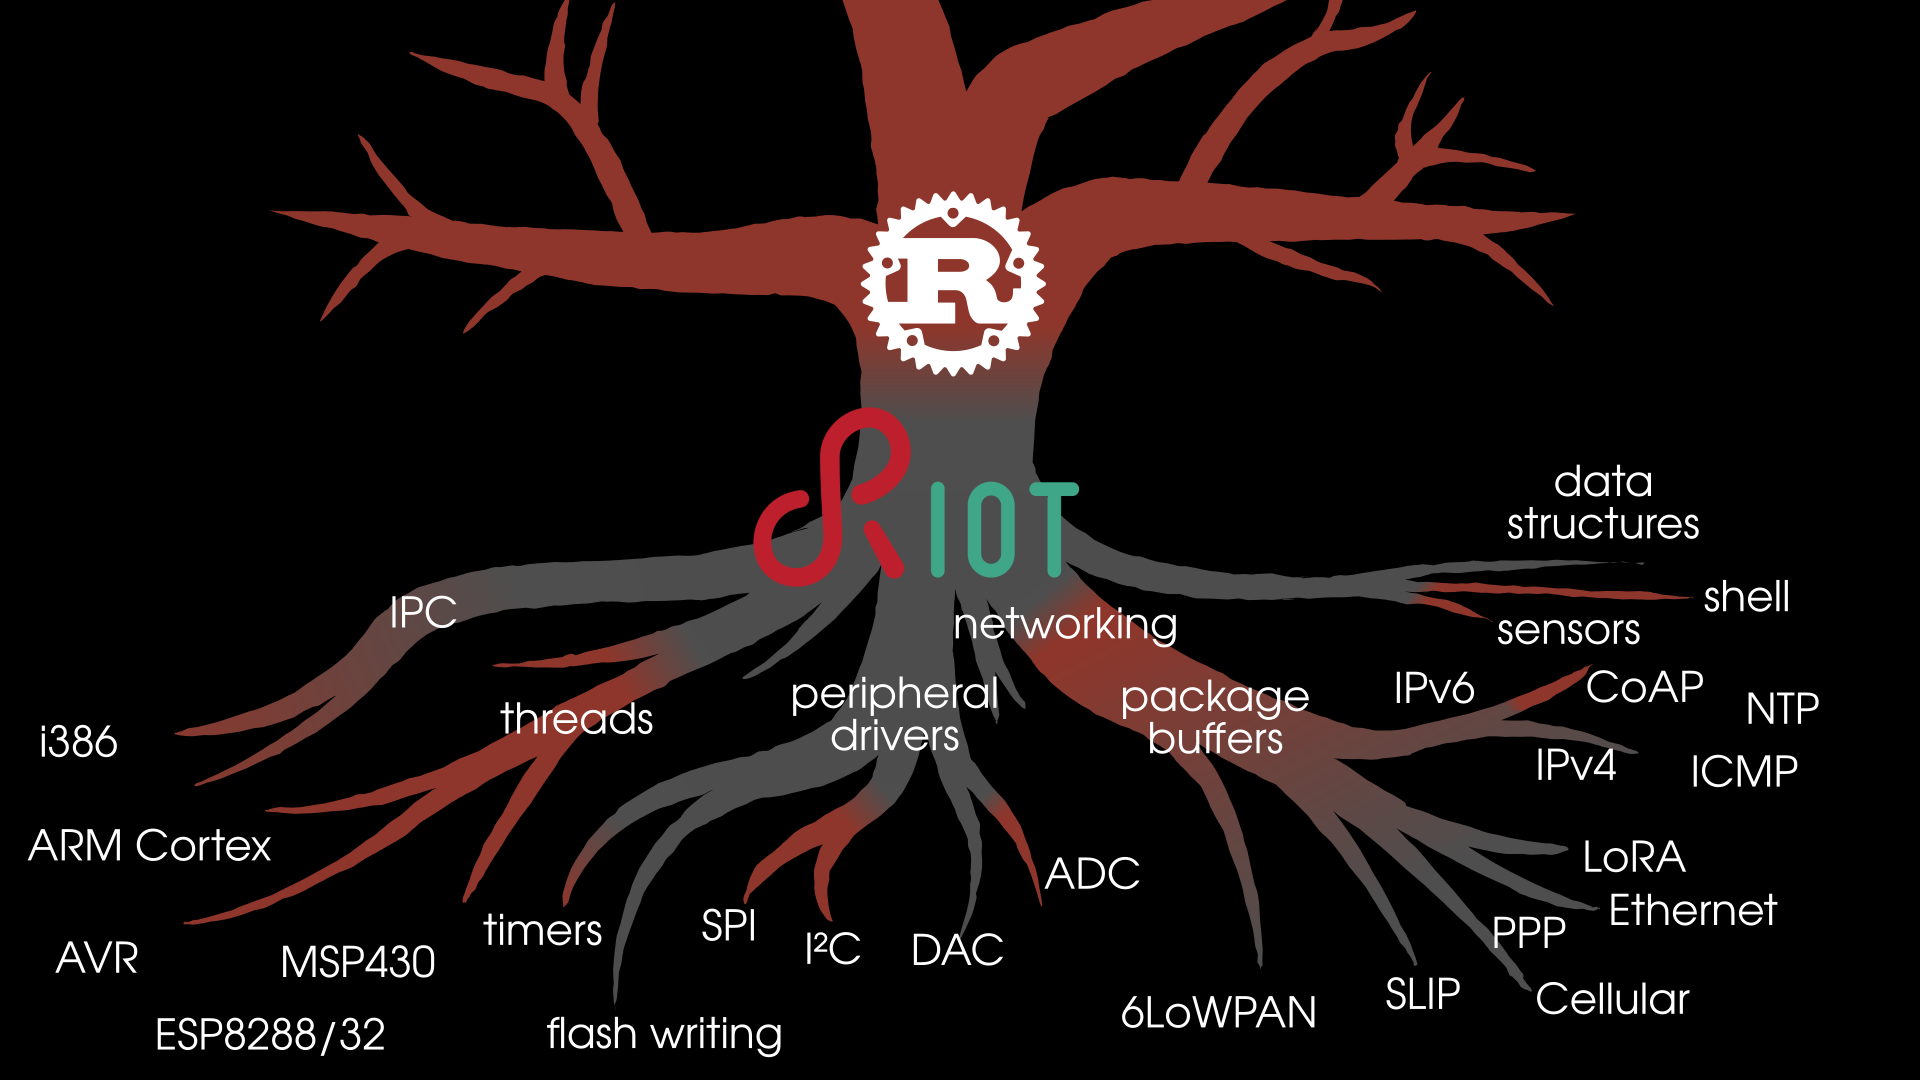 R
RIOT
data
structures
shell
sensors
IPC
networking
threads
peripheral
drivers
package
buffers
IPv6
CoAP
NTP
IPv4
ICMP
i386
ARM Cortex
AVR
MSP430
ESP8288/32
timers
flash writing
SPI
I²C
DAC
ADC
6LoWPAN
SLIP
PPP
Cellular
LoRA
Ethernet